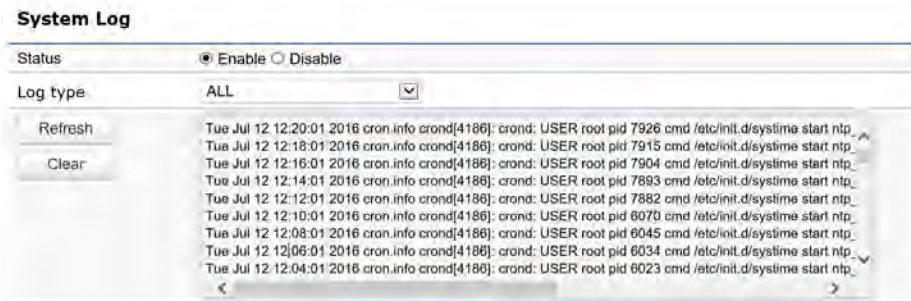 System Log
Status Enable Disable
Log type ALL
Refresh
Clear
Tue Jul 12 12:20:01 2016 cron.info crond[4186]: crond: USER root pid 7926 cmd /etc/init.d/systime start ntp_
Tue Jul 12 12:18:01 2016 cron.info crond[4186]: crond: USER root pid 7915 cmd /etc/init.d/systime start ntp_
Tue Jul 12 12:16:01 2016 cron.info crond[4186]: crond: USER root pid 7904 cmd /etc/init.d/systime start ntp_
Tue Jul 12 12:14:01 2016 cron.info crond[4186]: crond: USER root pid 7893 cmd /etc/init.d/systime start ntp_
Tue Jul 12 12:12:01 2016 cron.info crond[4186]: crond: USER root pid 7882 cmd /etc/init.d/systime start ntp_
Tue Jul 12 12:10:01 2016 cron.info crond[4186]: crond: USER root pid 6070 cmd /etc/init.d/systime start ntp_
Tue Jul 12 12:08:01 2016 cron.info crond[4186]: crond: USER root pid 6045 cmd /etc/init.d/systime start ntp_
Tue Jul 12 12:06:01 2016 cron.info crond[4186]: crond: USER root pid 6034 cmd /etc/init.d/systime start ntp_
Tue Jul 12 12:04:01 2016 cron.info crond[4186]: crond: USER root pid 6023 cmd /etc/init.d/systime start ntp_